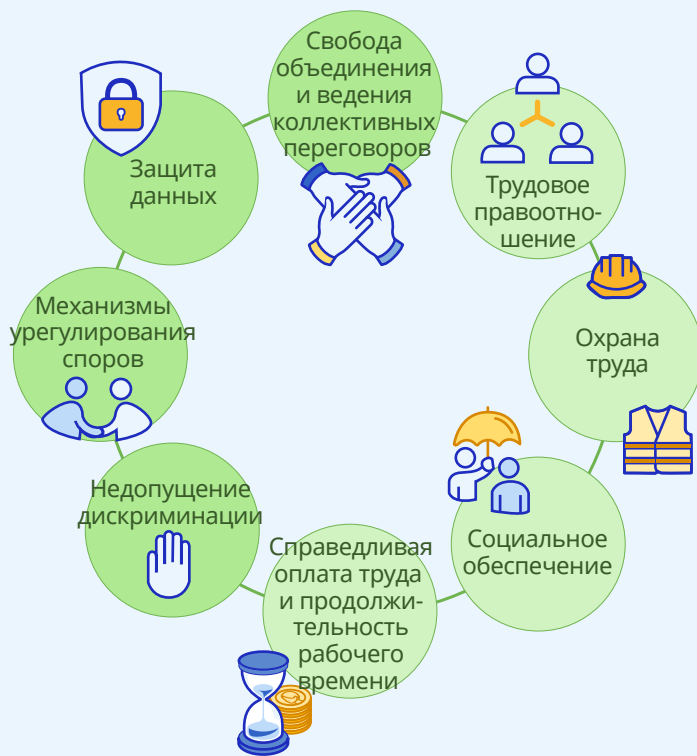 Свобода
объединения
и ведения
коллективных
переговоров
Трудовое
правоотно-
шение
Охрана
труда
Социальное
обеспечение
Справедливая
оплата труда
и продолжи-
тельность
рабочего
времени
Недопущение
дискриминации
Механизмы
урегулирования
споров
Защита
данных